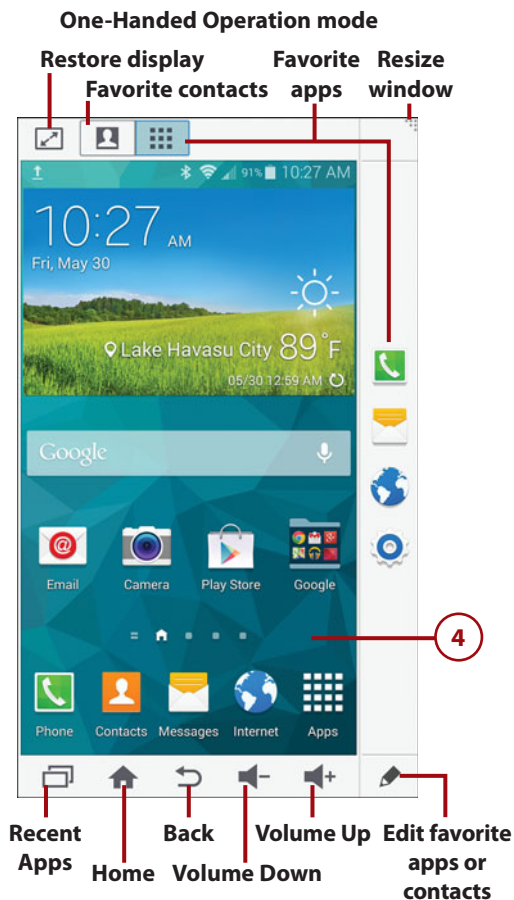 One-Handed Operation mode
Restore display
Favorite contacts
Favorite
apps
Resize
window
91% 10:27 AM
10:27 AM
Fri, May 30
Lake Havasu City 89°F
05/30 12:59 AM
Google
@
Email Camera Play Store Google
4
Phone Contacts Messages Internet Apps
Recent
Apps
Home
Back
Volume Down
Volume Up
Edit favorite
apps or
contacts